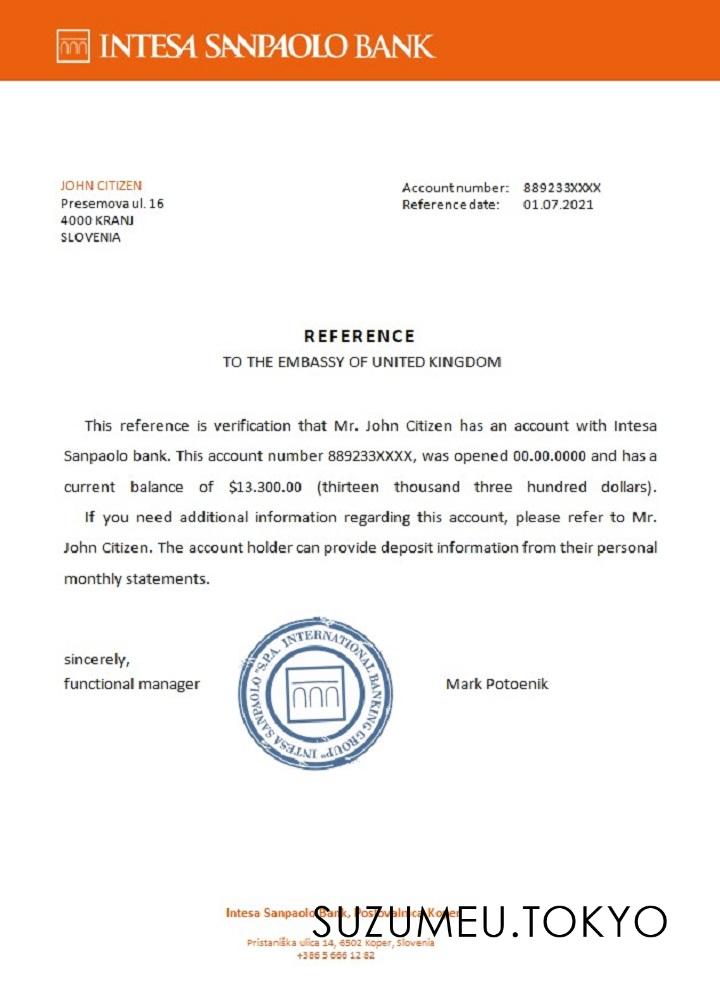 INTESA SANPAOLO BANK
JOHN CITIZEN
Presemova ul. 16
4000 KRANJ
SLOVENIA
Account number: 889233XXXX
Reference date: 01.07.2021
REFERENCE
TO THE EMBASSY OF UNITED KINGDOM
This reference is verification that Mr. John Citizen has an account with Intesa
Sanpaolo bank. This account number 889233XXXX, was opened 00.00.0000 and has a
current balance of $13.300.00 (thirteen thousand three hundred dollars).
If you need additional information regarding this account, please refer to Mr.
John Citizen. The account holder can provide deposit information from their personal
monthly statements.
sincerely,
functional manager
INTESA SANPAOLO "S.P.A. INTERNATIONAL BANKING GROUP"
Mark Potoenik
Intesa Sanpaolo Bank, Poslovalnica Koper
SUZUMEU.TOKYO
Pristaniška ulica 14, 6502 Koper, Slovenia
+386 5 666 12 82